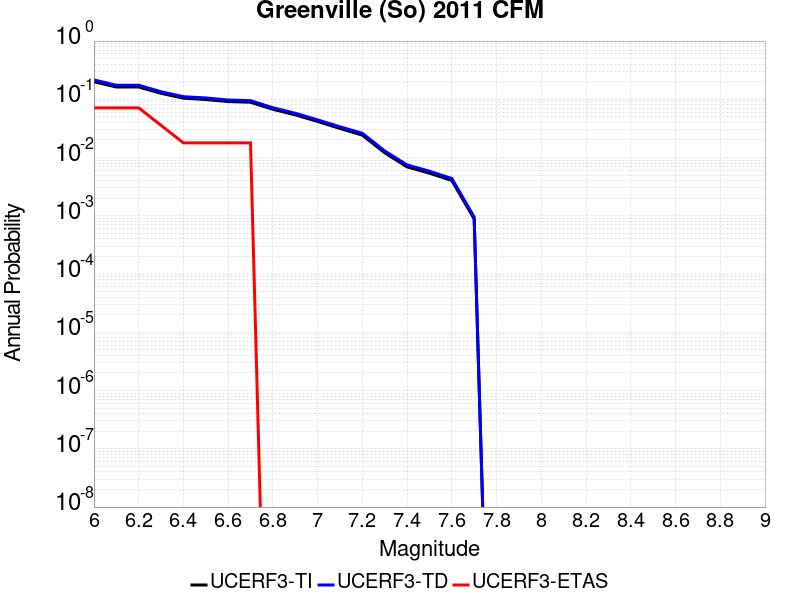 Greenville (So) 2011 CFM
10^0
10^-1
10^-2
10^-3
10^-4
10^-5
10^-6
10^-7
10^-8
Annual Probability
6 6.2 6.4 6.6 6.8 7 7.2 7.4 7.6 7.8 8 8.2 8.4 8.6 8.8 9
Magnitude
UCERF3-TI UCERF3-TD UCERF3-ETAS